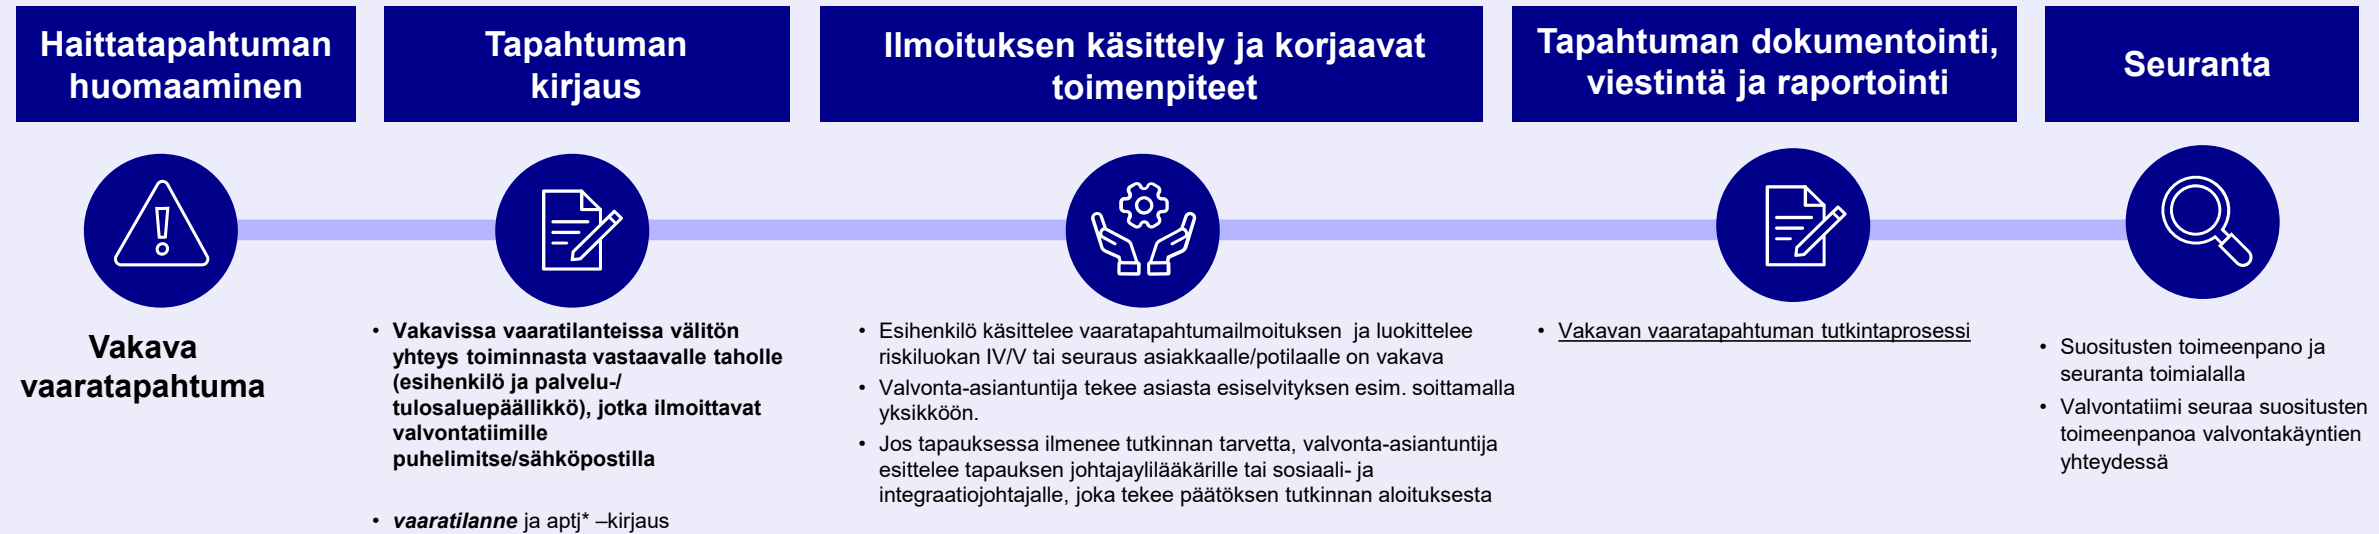 Haittatapahtuman
huomaaminen
Tapahtuman
kirjaus
Ilmoituksen käsittely ja korjaavat
toimenpiteet
Tapahtuman dokumentointi,
viestintä ja raportointi
Seuranta
Vakava
vaaratapahtuma
• Vakavissa vaaratilanteissa välitön
yhteys toiminnasta vastaavalle taholle
(esihenkilö ja palvelu-/
tulosaluepäällikkö), jotka ilmoittavat
valvontatiimille
puhelimitse/sähköpostilla
• vaaratilanne ja aptj* –kirjaus
• Esihenkilö käsittelee vaaratapahtumailmoituksen ja luokittelee
riskiluokan IV/V tai seuraus asiakkaalle/potilaalle on vakava
• Valvonta-asiantuntija tekee asiasta esiselvityksen esim. soittamalla
yksikköön.
• Jos tapauksessa ilmenee tutkinnan tarvetta, valvonta-asiantuntija
esittelee tapauksen johtajaylilääkärille tai sosiaali- ja
integraatiojohtajalle, joka tekee päätöksen tutkinnan aloituksesta
• Vakavan vaaratapahtuman tutkintaprosessi
• Suositusten toimeenpano ja
seuranta toimialalla
• Valvontatiimi seuraa suositusten
toimeenpanoa valvontakäyntien
yhteydessä